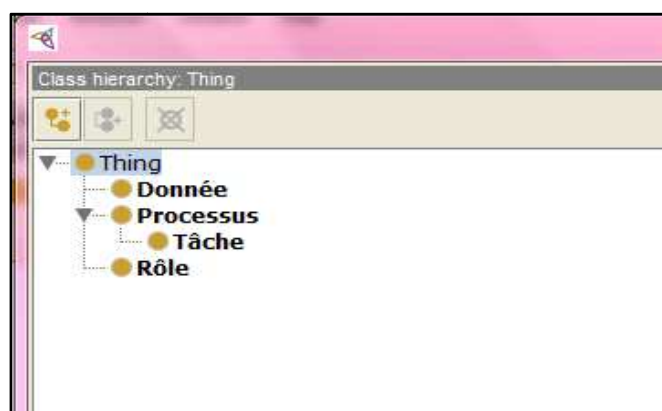 Class hierarchy: Thing
Thing
Donnée
Processus
Tâche
Rôle